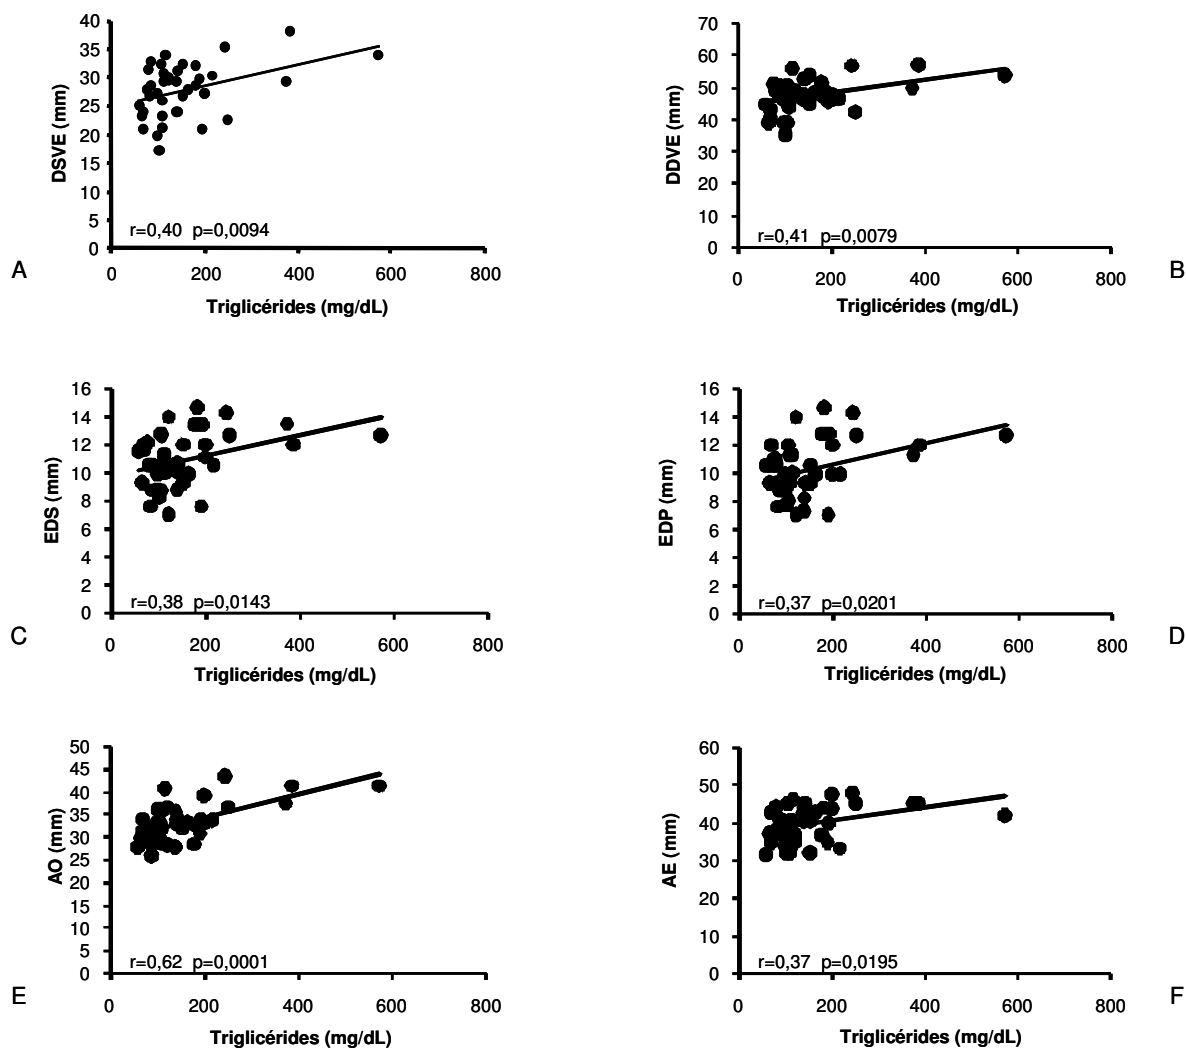 40
35
30
25
20
15
10
5
0
DSVE (mm)
r=0,40 p=0,0094
0 200 400 600 800
Triglicérides (mg/dL)
A
70
60
50
40
30
20
10
0
DDVE (mm)
r=0,41 p=0,0079
0 200 400 600 800
Triglicérides (mg/dL)
B
16
14
12
10
8
6
4
2
0
EDS (mm)
r=0,38 p=0,0143
0 200 400 600 800
Triglicérides (mg/dL)
C
16
14
12
10
8
6
4
2
0
EDP (mm)
r=0,37 p=0,0201
0 200 400 600 800
Triglicérides (mg/dL)
D
50
45
40
35
30
25
20
15
10
5
0
AO (mm)
r=0,62 p=0,0001
0 200 400 600 800
Triglicérides (mg/dL)
E
60
50
40
30
20
10
0
AE (mm)
r=0,37 p=0,0195
0 200 400 600 800
Triglicérides (mg/dL)
F